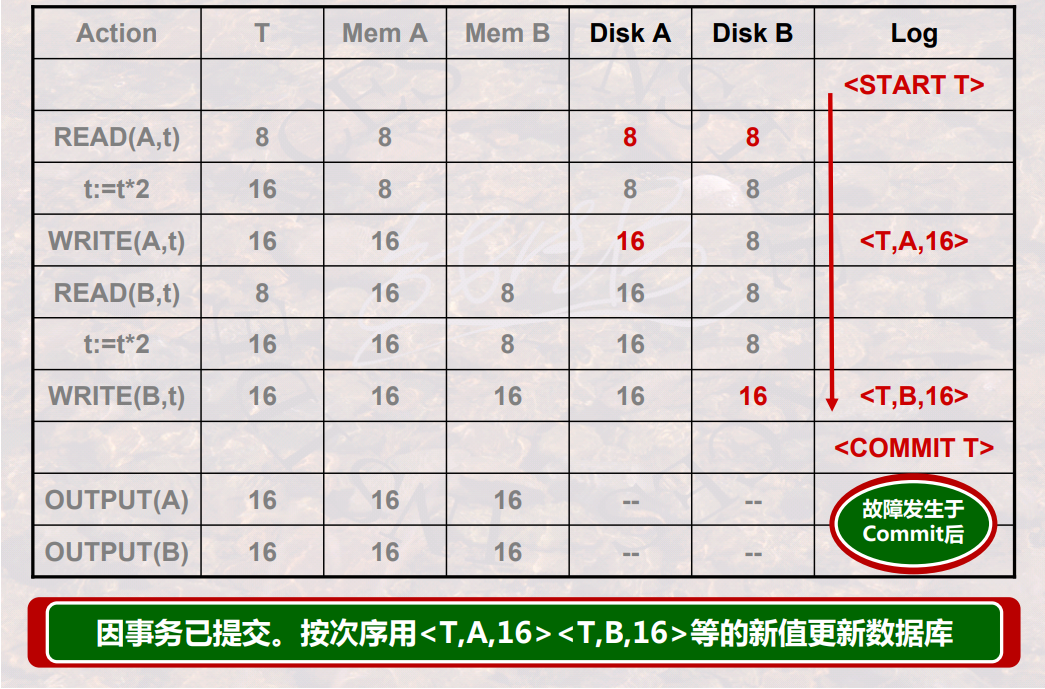 Action T Mem A Mem B Disk A Disk B Log
<START T>
READ(A,t) 8 8 8 8
t:=t*2 16 8 8 8
WRITE(A,t) 16 16 16 8 <T,A,16>
READ(B,t) 8 16 8 16 8
t:=t*2 16 16 8 16 8
WRITE(B,t) 16 16 16 16 16 <T,B,16>
<COMMIT T>
OUTPUT(A) 16 16 16 -- --
OUTPUT(B) 16 16 16 -- --
故障发生于
Commit后
因事务已提交。按次序用<T,A,16><T,B,16>等的新值更新数据库